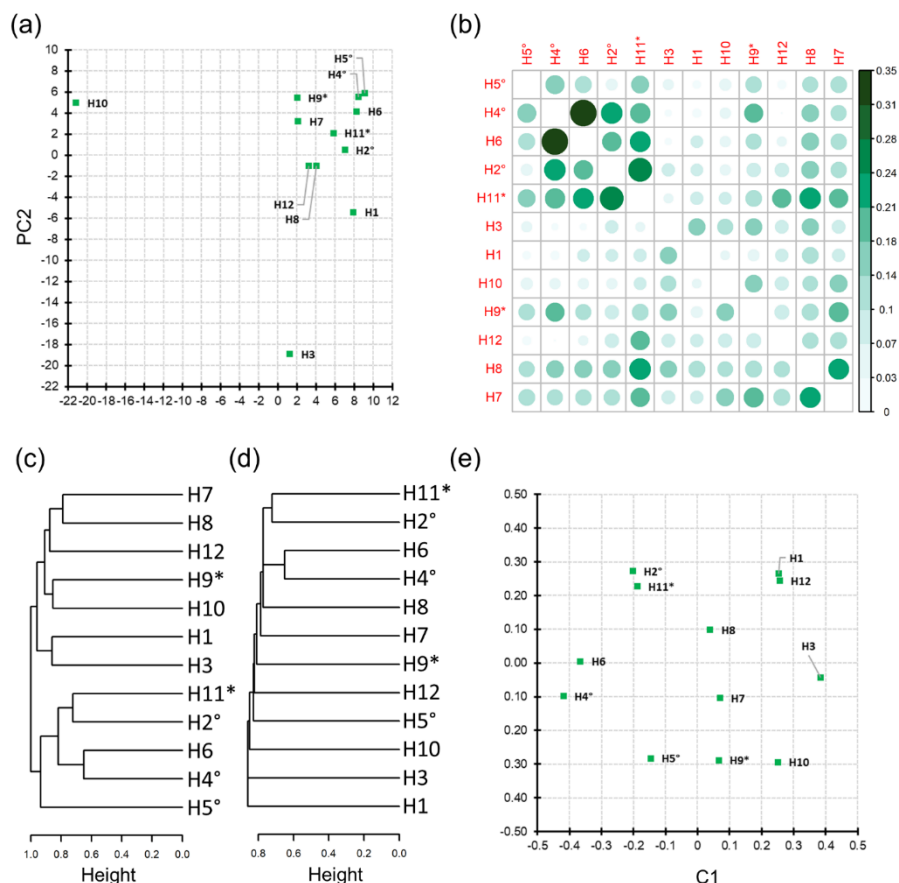 (a)
PC2
10
8
6
4
2
0
-2
-4
-6
-8
-10
-12
-14
-16
-18
-20
-22
-22 -20 -18 -16 -14 -12 -10 -8 -6 -4 -2 0 2 4 6 8 10 12
H5°
H4°
H10
H9*
H6
H7
H11*
H2°
H12
H8
H1
H3
(b)
H5° H4° H6 H2° H11* H3 H1 H10 H9* H12 H8 H7
H5°
H4°
H6
H2°
H11*
H3
H1
H10
H9*
H12
H8
H7
0.35
0.31
0.28
0.24
0.21
0.18
0.14
0.10
0.07
0.03
0
(c)
H7
H8
H12
H9*
H10
H1
H3
H11*
H2°
H6
H4°
H5°
1.0 0.8 0.6 0.4 0.2 0.0
Height
(d)
H11*
H2°
H6
H4°
H8
H7
H9*
H12
H5°
H10
H3
H1
0.8 0.6 0.4 0.2 0.0
Height
(e)
0.50
0.50
0.30
0.10
0.00
0.10
0.30
-0.50
H1
H2°
H12
H11*
H8
H3
H6
H4°
H7
H5°
H9*
H10
-0.5 -0.4 -0.3 -0.2 -0.1 0 0.1 0.2 0.3 0.4 0.5
C1